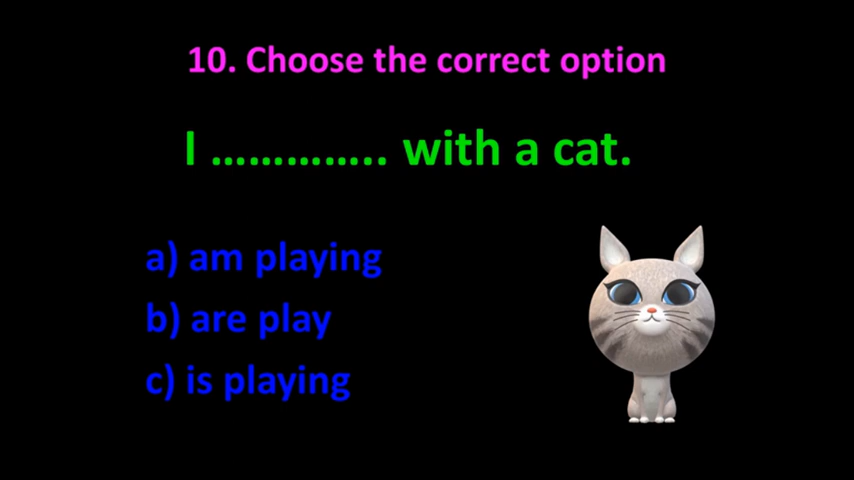 10. Choose the correct option
I ………….. with a cat.
a) am playing
b) are play
c) is playing